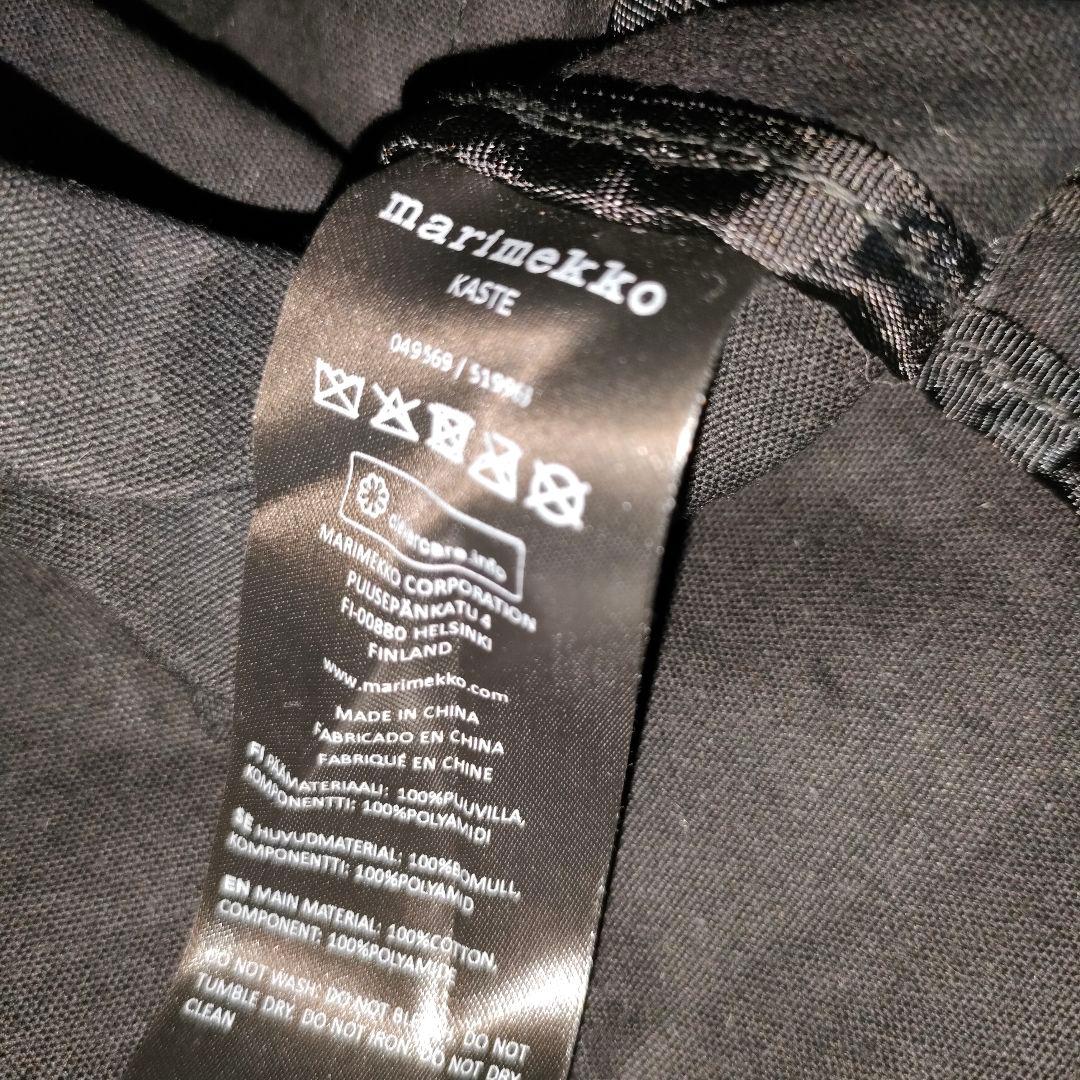 marimekko
KASTE
049569 /
clevercare.info
MARIMEKKO CORPORATION
PUUSEPÄNKATU 4
FI-00880 HELSINKI
FINLAND
www.marimekko.com
MADE IN CHINA
FABRICADO EN CHINA
FABRIQUÉ EN CHINE
FI PÄÄMATERIAALI: 100%PUUVILLA,
KOMPONENTTI: 100%POLYAMIDI
SE HUVUDMATERIAL: 100%BOMULL,
KOMPONENTTI: 100%POLYAMID
EN MAIN MATERIAL: 100%COTTON,
COMPONENT: 100%POLYAMIDE
DO NOT WASH. DO NOT BLEACH. DO NOT
TUMBLE DRY. DO NOT IRON. DO NOT DRY
CLEAN